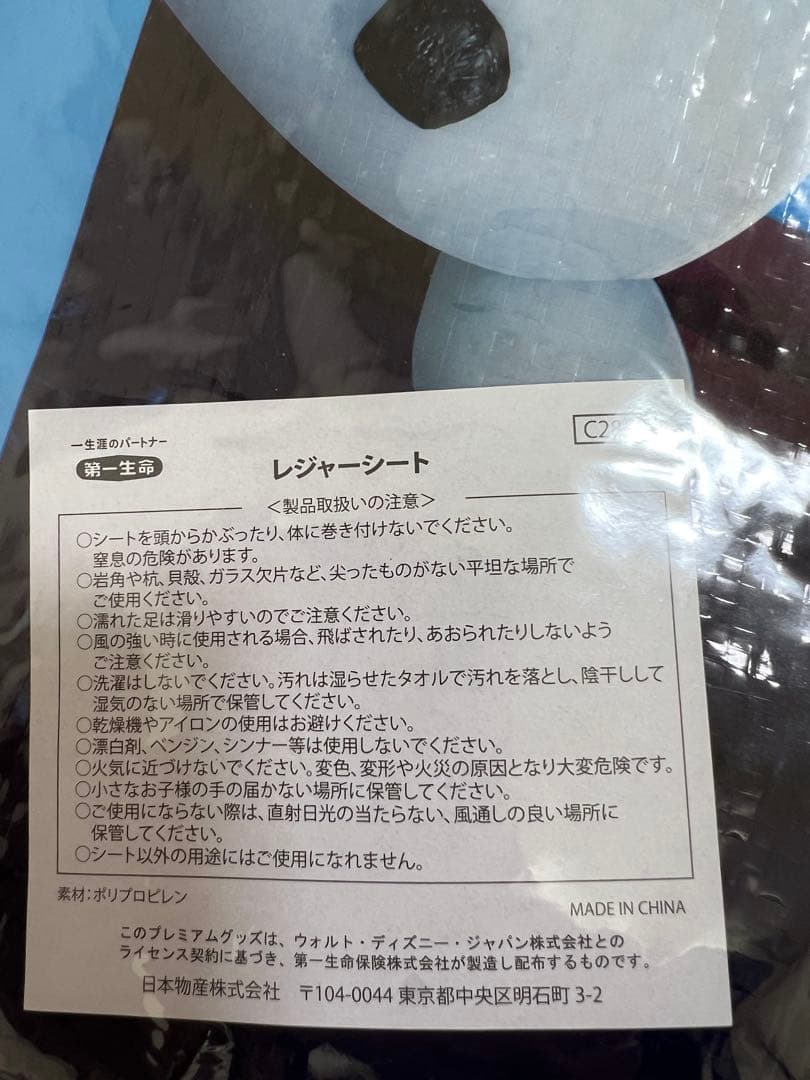 一生涯のパートナー
第一生命
レジャーシート
<製品取扱いの注意>
○シートを頭からかぶったり、体に巻き付けないでください。
窒息の危険があります。
○岩角や杭、貝殻、ガラス欠片など、尖ったものがない平坦な場所で
ご使用ください。
○濡れた足は滑りやすいのでご注意ください。
○風の強い時に使用される場合、飛ばされたり、あおられたりしないよう
ご注意ください。
○洗濯はしないでください。汚れは湿らせたタオルで汚れを落とし、陰干しして
湿気のない場所で保管してください。
○乾燥機やアイロンの使用はお避けください。
○漂白剤、ベンジン、シンナー等は使用しないでください。
○火気に近づけないでください。変色、変形や火災の原因となり大変危険です。
○小さなお子様の手の届かない場所に保管してください。
○ご使用にならない際は、直射日光の当たらない、風通しの良い場所に
保管してください。
○シート以外の用途にはご使用になれません。
素材：ポリプロピレン
MADE IN CHINA
このプレミアムグッズは、ウォルト・ディズニー・ジャパン株式会社との
ライセンス契約に基づき、第一生命保険株式会社が製造し配布するものです。
日本物産株式会社 〒104-0044 東京都中央区明石町 3-2